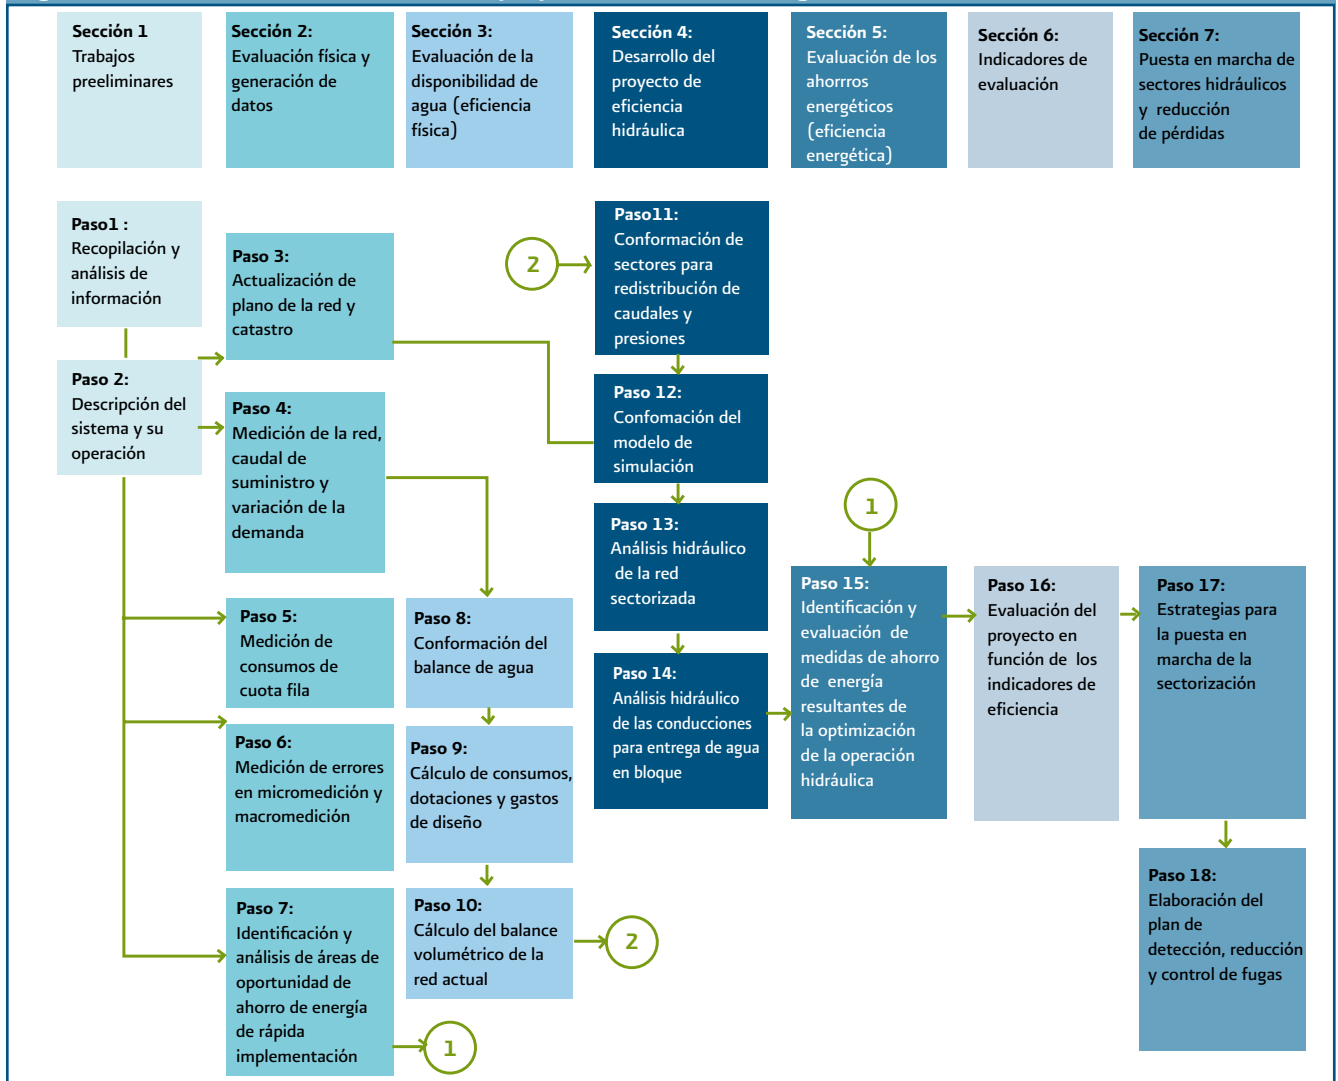 Sección 1
Trabajos
preeliminares
Sección 2:
Evaluación física y
generación de
datos
Sección 3:
Evaluación de la
disponibilidad de
agua (eficiencia
física)
Sección 4:
Desarrollo del
proyecto de
eficiencia
hidráulica
Sección 5:
Evaluación de los
ahorrros
energéticos
(eficiencia
energética)
Sección 6:
Indicadores de
evaluación
Sección 7:
Puesta en marcha de
sectores hidráulicos
y reducción
de pérdidas
Paso1 :
Recopilación y
análisis de
información
Paso 2:
Descripción del
sistema y su
operación
Paso 3:
Actualización de
plano de la red y
catastro
Paso 4:
Medición de la red,
caudal de
suministro y
variación de la
demanda
Paso 5:
Medición de
consumos de
cuota fila
Paso 6:
Medición de errores
en micromedición y
macromedición
Paso 7:
Identificación y
análisis de áreas de
oportunidad de
ahorro de energía
de rápida
implementación
1
Paso 8:
Conformación del
balance de agua
Paso 9:
Cálculo de consumos,
dotaciones y gastos
de diseño
Paso 10:
Cálculo del balance
volumétrico de la
red actual
2
2
Paso11:
Conformación de
sectores para
redistribución de
caudales y
presiones
Paso 12:
Confomación del
modelo de
simulación
Paso 13:
Análisis hidráulico
de la red
sectorizada
Paso 14:
Análisis hidráulico
de las conducciones
para entrega de agua
en bloque
1
Paso 15:
Identificación y
evaluación de
medidas de ahorro
de energía
resultantes de
la optimización
de la operación
hidráulica
Paso 16:
Evaluación del
proyecto en
función de los
indicadores de
eficiencia
Paso 17:
Estrategias para
la puesta en
marcha de la
sectorización
Paso 18:
Elaboración del
plan de
detección, reducción
y control de fugas